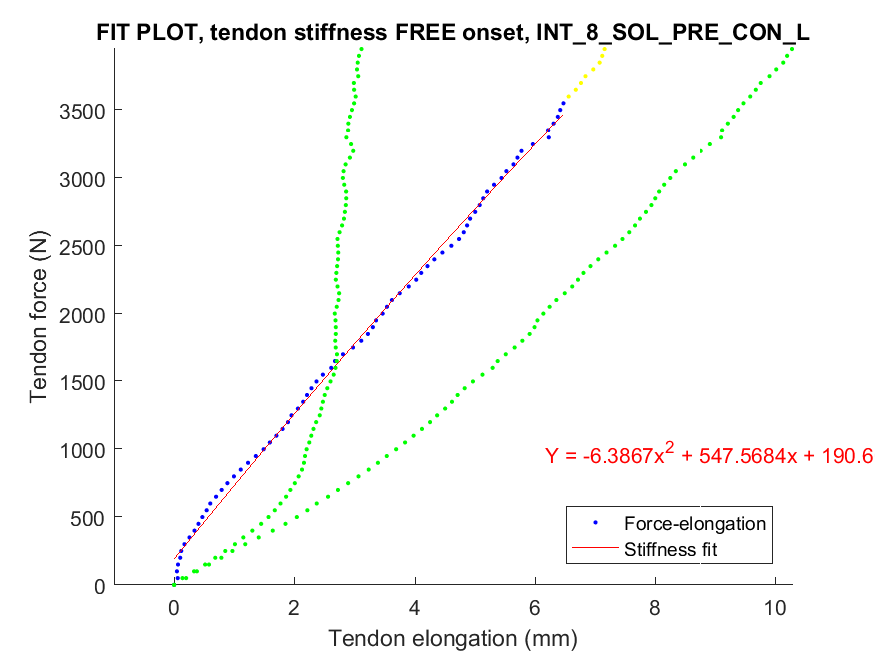 FIT PLOT, tendon stiffness FREE onset, INT_8_SOL_PRE_CON_L
3500
3000
2500
2000
1500
1000
500
0
Tendon force (N)
Y = -6.3867x² + 547.5684x + 190.6
Force-elongation
Stiffness fit
0 2 4 6 8 10
Tendon elongation (mm)